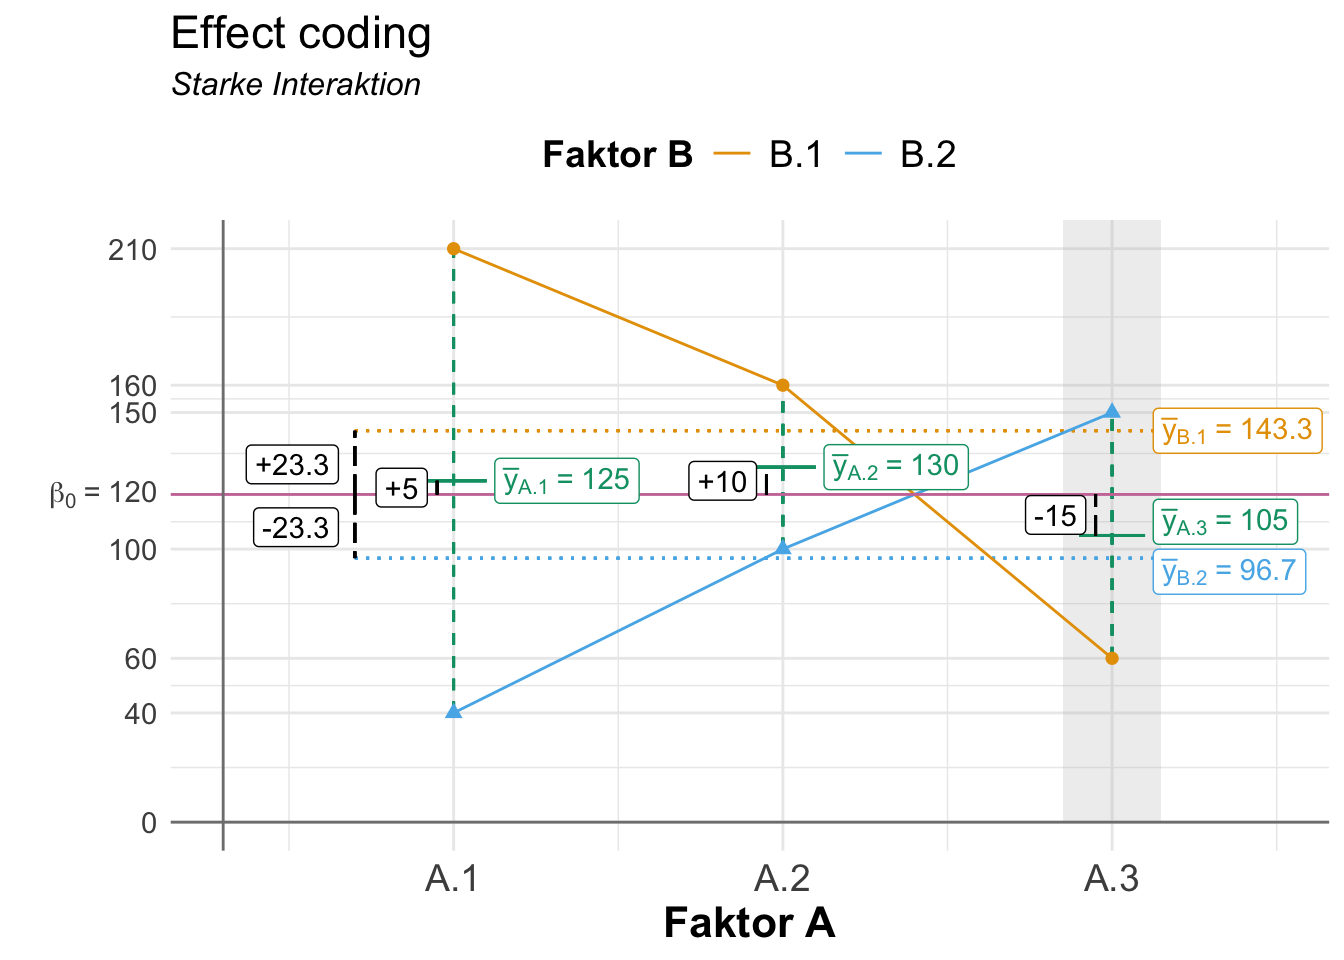 Effect coding
Starke Interaktion
Faktor B B.1 B.2
210
160
150
ȳB.1 = 143.3
+23.3
ȳA.2 = 130
ȳA.1 = 125
+10
+5
β0 = 120
-15
ȳA.3 = 105
-23.3
100
ȳB.2 = 96.7
60
40
0
A.1 A.2 A.3
Faktor A